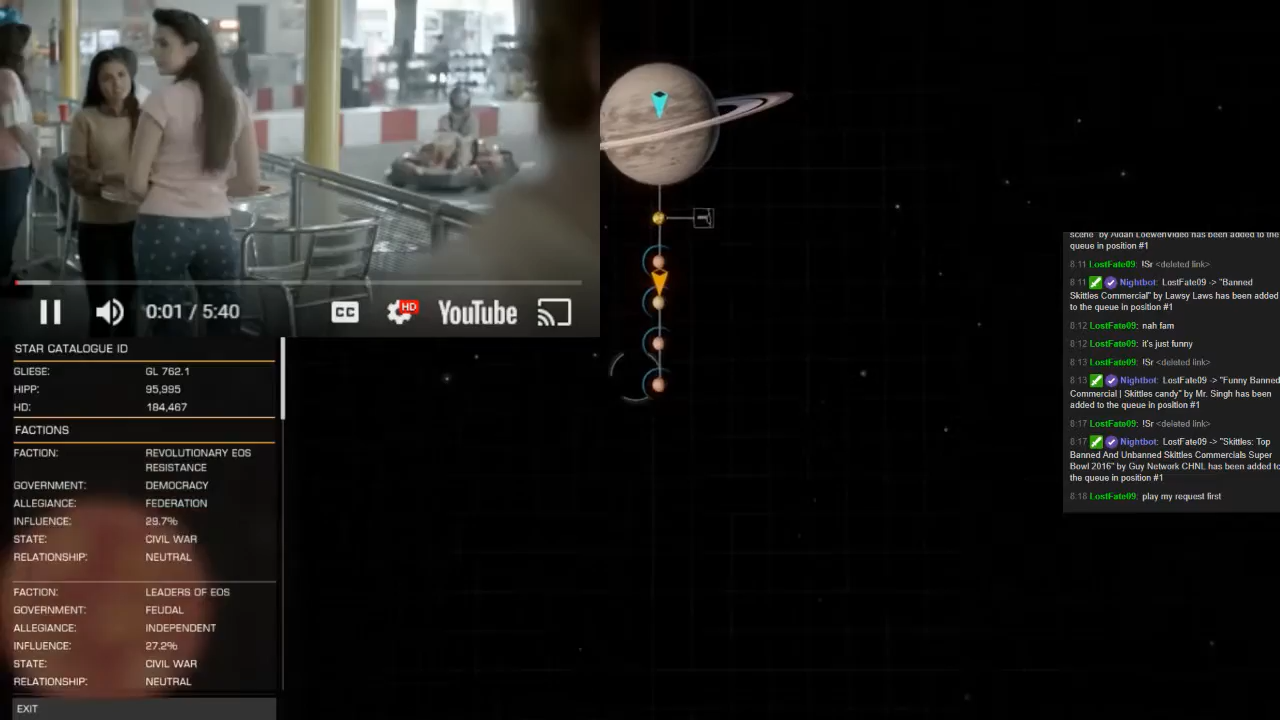 0:01 / 5:40
CC
HD
YouTube
STAR CATALOGUE ID
GLIESE: GL 762.1
HIPP: 95,995
HD: 184,467
FACTIONS
FACTION: REVOLUTIONARY EOS
RESISTANCE
GOVERNMENT: DEMOCRACY
ALLEGIANCE: FEDERATION
INFLUENCE: 29.7%
STATE: CIVIL WAR
RELATIONSHIP: NEUTRAL
FACTION: LEADERS OF EOS
GOVERNMENT: FEUDAL
ALLEGIANCE: INDEPENDENT
INFLUENCE: 27.2%
STATE: CIVIL WAR
RELATIONSHIP: NEUTRAL
EXIT
scene" by Aidan LoewenVideo has been added to the
queue in position #1
8:11 LostFate09: !Sr <deleted link>
8:11 Nightbot: LostFate09 -> "Banned
Skittles Commercial" by Lawsy Laws has been added
to the queue in position #1
8:12 LostFate09: nah fam
8:12 LostFate09: it's just funny
8:13 LostFate09: !Sr <deleted link>
8:13 Nightbot: LostFate09 -> "Funny Banned
Commercial | Skittles candy" by Mr. Singh has been
added to the queue in position #1
8:17 LostFate09: !Sr <deleted link>
8:17 Nightbot: LostFate09 -> "Skittles: Top
Banned And Unbanned Skittles Commercials Super
Bowl 2016" by Guy Network CHNL has been added to
the queue in position #1
8:18 LostFate09: play my request first